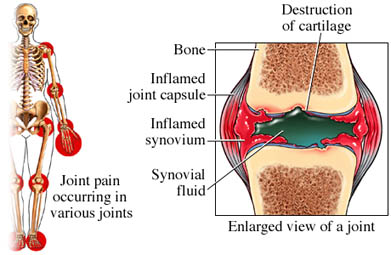 Destruction
of cartilage
Bone
Inflamed
joint capsule
Inflamed
synovium
Synovial
fluid
Joint pain
occurring in
various joints
Enlarged view of a joint